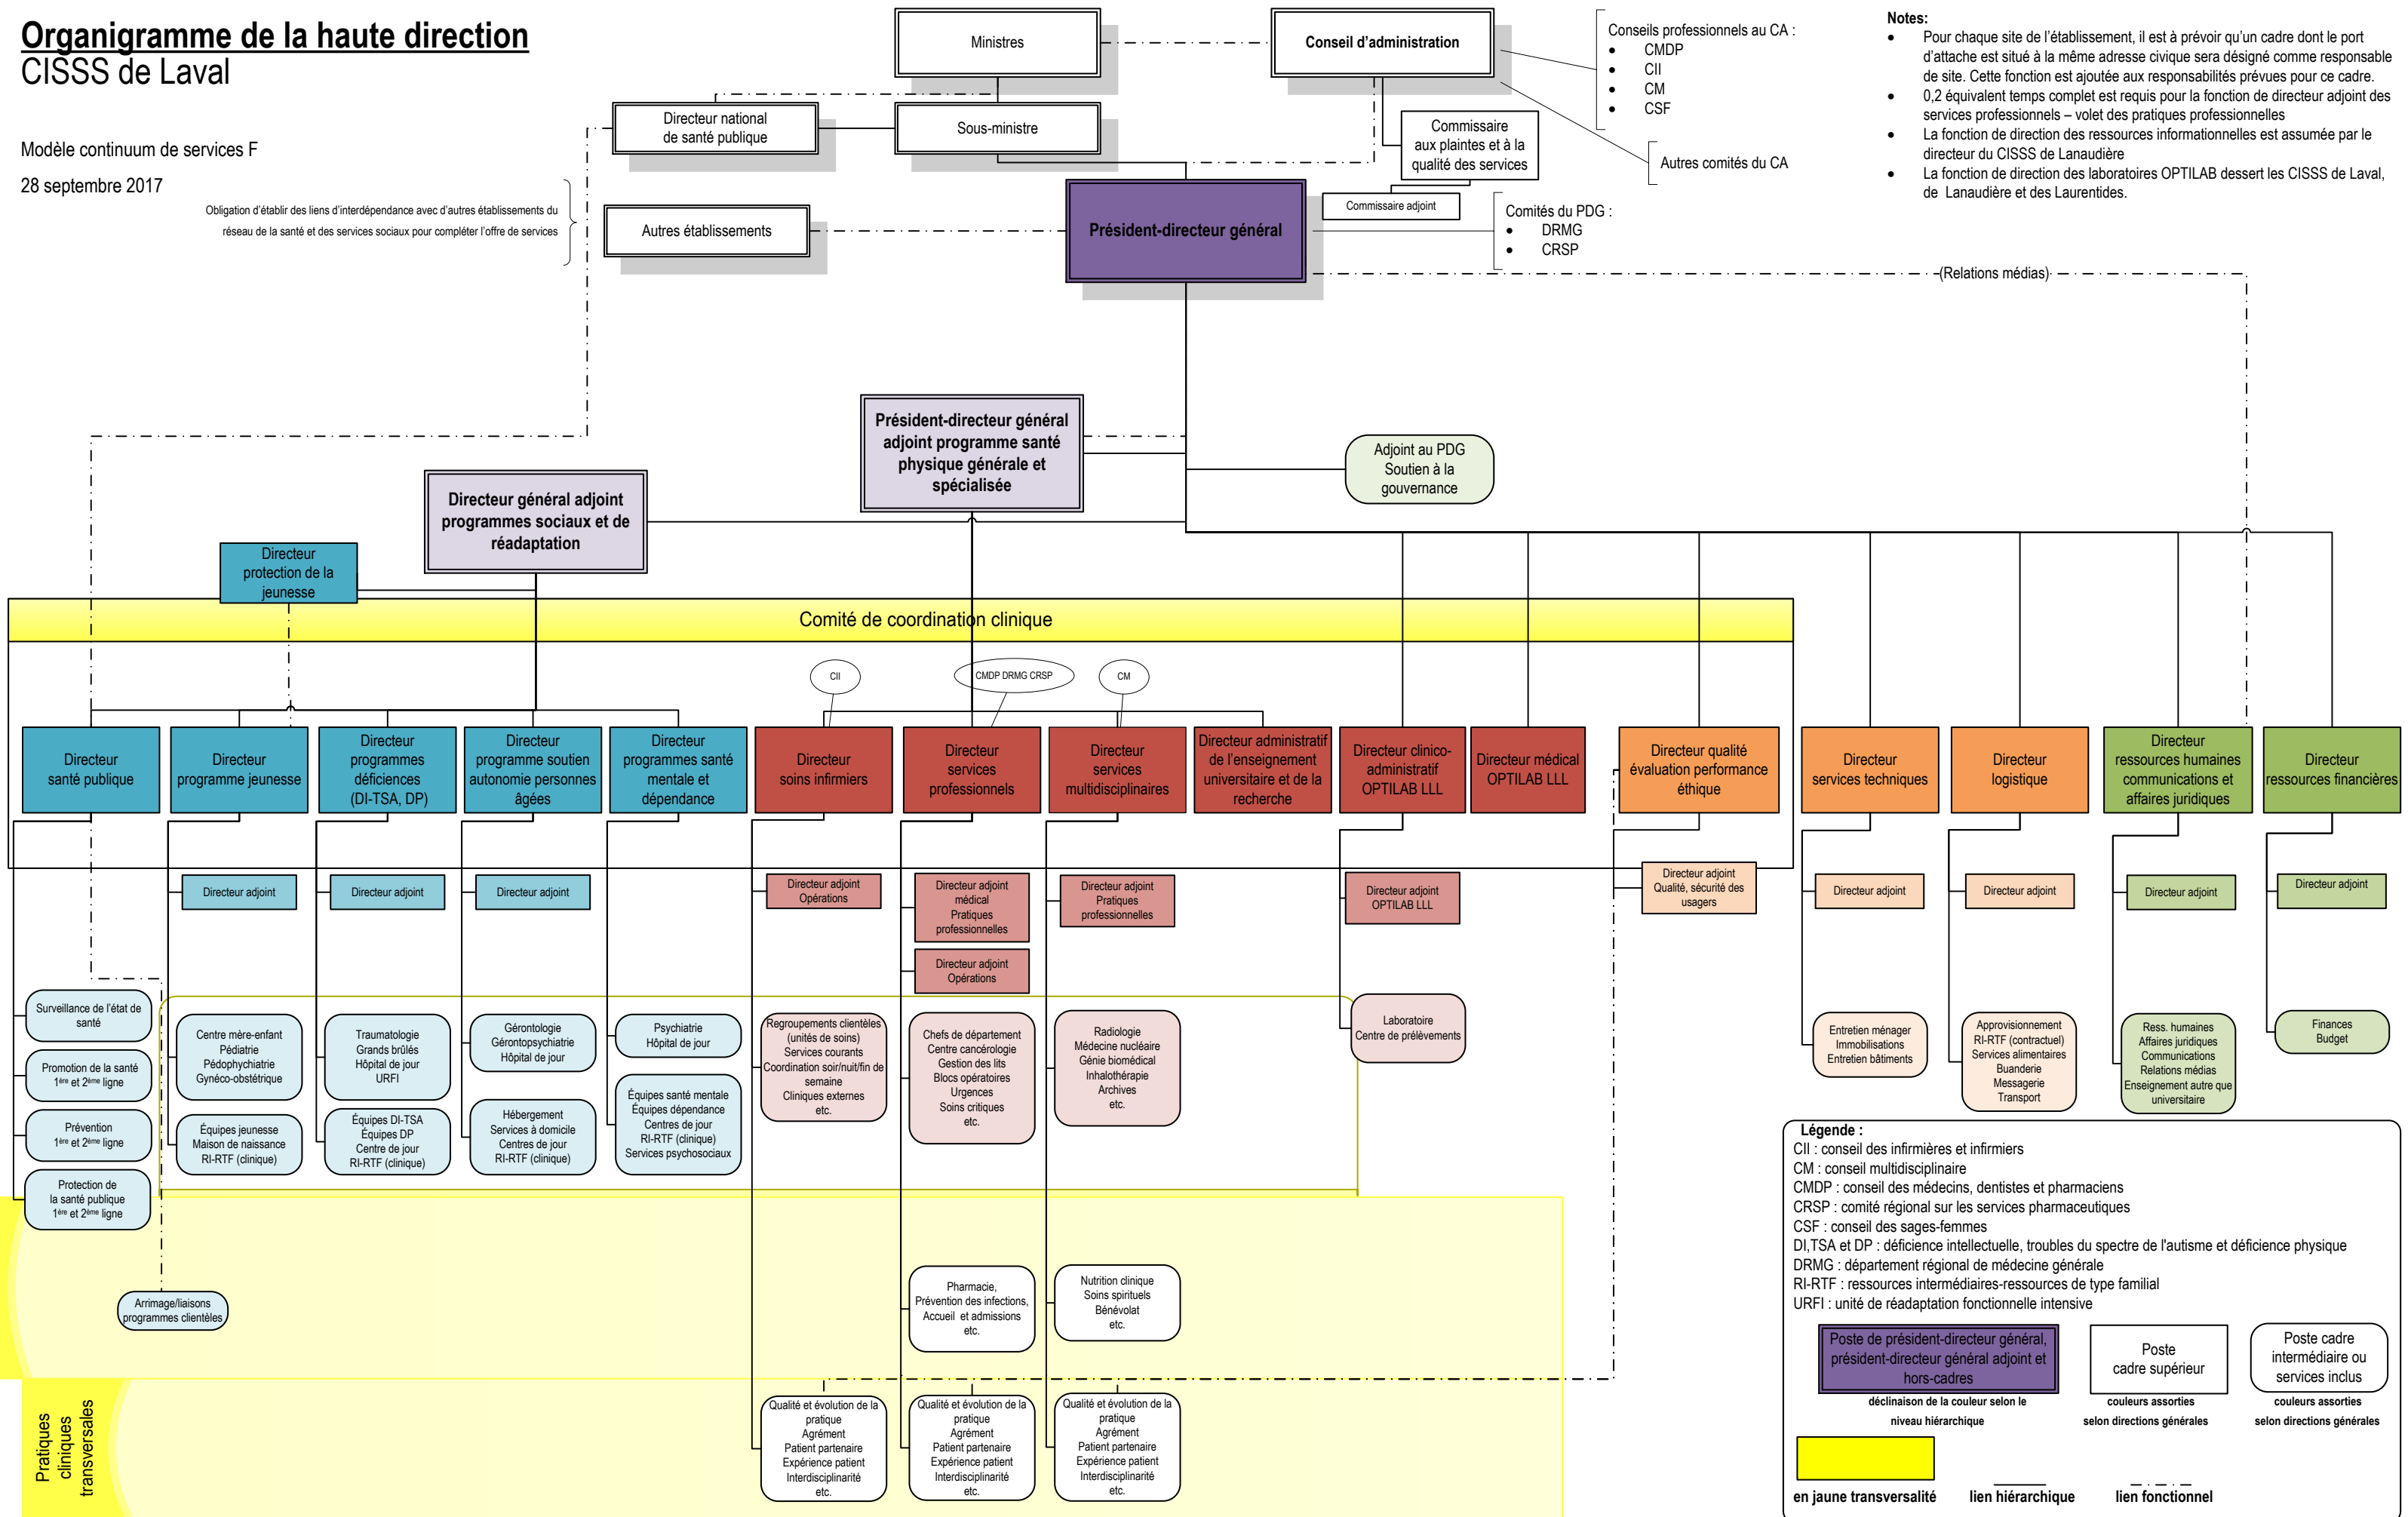 Organigramme de la haute direction
CISSS de Laval
Modèle continuum de services F
28 septembre 2017
Obligation d'établir des liens d'interdépendance avec d'autres établissements du
réseau de la santé et des services sociaux pour compléter l'offre de services
Ministres
Conseil d'administration
Conseils professionnels au CA :
• CMDP
• CII
• CM
• CSF
Autres comités du CA
Notes:
• Pour chaque site de l'établissement, il est à prévoir qu'un cadre dont le port
d'attache est situé à la même adresse civique sera désigné comme responsable
de site. Cette fonction est ajoutée aux responsabilités prévues pour ce cadre.
• 0,2 équivalent temps complet est requis pour la fonction de directeur adjoint des
services professionnels – volet des pratiques professionnelles
• La fonction de direction des ressources informationnelles est assumée par le
directeur du CISSS de Lanaudière
• La fonction de direction des laboratoires OPTILAB dessert les CISSS de Laval,
de Lanaudière et des Laurentides.
Directeur national
de santé publique
Sous-ministre
Commissaire
aux plaintes et à la
qualité des services
Commissaire adjoint
Autres établissements
Président-directeur général
Comités du PDG :
• DRMG
• CRSP
(Relations médias)
Président-directeur général
adjoint programme santé
physique générale et
spécialisée
Adjoint au PDG
Soutien à la
gouvernance
Directeur général adjoint
programmes sociaux et de
réadaptation
Directeur
protection de la
jeunesse
Comité de coordination clinique
CII
CMDP DRMG CRSP
CM
Directeur
santé publique
Directeur
programme jeunesse
Directeur
programmes
déficiences
(DI-TSA, DP)
Directeur
programme soutien
autonomie personnes
âgées
Directeur
programmes santé
mentale et
dépendance
Directeur
soins infirmiers
Directeur
services
professionnels
Directeur
services
multidisciplinaires
Directeur administratif
de l'enseignement
universitaire et de la
recherche
Directeur clinico-
administratif
OPTILAB LLL
Directeur médical
OPTILAB LLL
Directeur qualité
évaluation performance
éthique
Directeur
services techniques
Directeur
logistique
Directeur
ressources humaines
communications et
affaires juridiques
Directeur
ressources financières
Directeur adjoint
Directeur adjoint
Directeur adjoint
Directeur adjoint
Opérations
Directeur adjoint
médical
Pratiques
professionnelles
Directeur adjoint
Opérations
Directeur adjoint
Pratiques
professionnelles
Directeur adjoint
OPTILAB LLL
Directeur adjoint
Qualité, sécurité des
usagers
Directeur adjoint
Directeur adjoint
Directeur adjoint
Directeur adjoint
Surveillance de l'état de
santé
Promotion de la santé
1ère et 2ème ligne
Prévention
1ère et 2ème ligne
Protection de
la santé publique
1ère et 2ème ligne
Centre mère-enfant
Pédiatrie
Pédophychiatrie
Gynéco-obstétrique
Équipes jeunesse
Maison de naissance
RI-RTF (clinique)
Traumatologie
Grands brûlés
Hôpital de jour
URFI
Équipes DI-TSA
Équipes DP
Centre de jour
RI-RTF (clinique)
Gérontologie
Gérontopsychiatrie
Hôpital de jour
Hébergement
Services à domicile
Centres de jour
RI-RTF (clinique)
Psychiatrie
Hôpital de jour
Équipes santé mentale
Équipes dépendance
Centres de jour
RI-RTF (clinique)
Services psychosociaux
Regroupements clientèles
(unités de soins)
Services courants
Coordination soir/nuit/fin de
semaine
Cliniques externes
etc.
Chefs de département
Centre cancérologie
Gestion des lits
Blocs opératoires
Urgences
Soins critiques
etc.
Radiologie
Médecine nucléaire
Génie biomédical
Inhalothérapie
Archives
etc.
Laboratoire
Centre de prélèvements
Entretien ménager
Immobilisations
Entretien bâtiments
Approvisionnement
RI-RTF (contractuel)
Services alimentaires
Buanderie
Messagerie
Transport
Ress. humaines
Affaires juridiques
Communications
Relations médias
Enseignement autre que
universitaire
Finances
Budget
Arrimage/liaisons
programmes clientèles
Pharmacie,
Prévention des infections,
Accueil et admissions
etc.
Nutrition clinique
Soins spirituels
Bénévolat
etc.
Pratiques
cliniques
transversales
Qualité et évolution de la
pratique
Agrément
Patient partenaire
Expérience patient
Interdisciplinarité
etc.
Qualité et évolution de la
pratique
Agrément
Patient partenaire
Expérience patient
Interdisciplinarité
etc.
Qualité et évolution de la
pratique
Agrément
Patient partenaire
Expérience patient
Interdisciplinarité
etc.
Légende :
CII : conseil des infirmières et infirmiers
CM : conseil multidisciplinaire
CMDP : conseil des médecins, dentistes et pharmaciens
CRSP : comité régional sur les services pharmaceutiques
CSF : conseil des sages-femmes
DI,TSA et DP : déficience intellectuelle, troubles du spectre de l'autisme et déficience physique
DRMG : département régional de médecine générale
RI-RTF : ressources intermédiaires-ressources de type familial
URFI : unité de réadaptation fonctionnelle intensive
Poste de président-directeur général,
président-directeur général adjoint et
hors-cadres
déclinaison de la couleur selon le
niveau hiérarchique
Poste
cadre supérieur
couleurs assorties
selon directions générales
Poste cadre
intermédiaire ou
services inclus
couleurs assorties
selon directions générales
en jaune transversalité
lien hiérarchique
lien fonctionnel